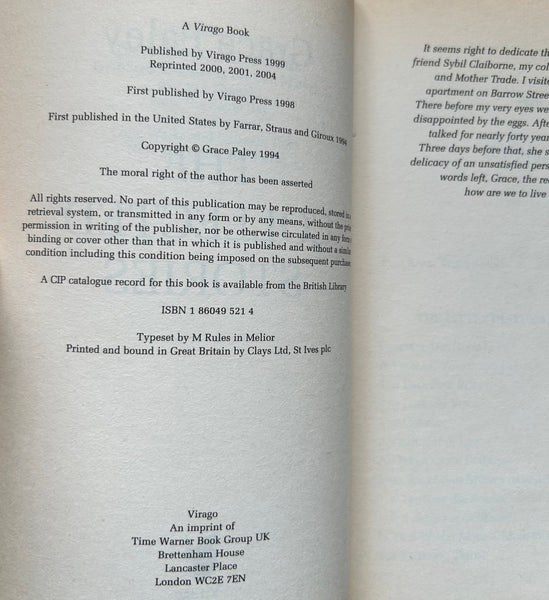 A Virago Book
Published by Virago Press 1999
Reprinted 2000, 2001, 2004
First published by Virago Press 1998
First published in the United States by Farrar, Straus and Giroux 1994
Copyright © Grace Paley 1994
The moral right of the author has been asserted
All rights reserved. No part of this publication may be reproduced, stored in a
retrieval system, or transmitted in any form or by any means, without the
permission in writing of the publisher, nor be otherwise circulated in any form
binding or cover other than that in which it is published and without a
condition including this condition being imposed on the subsequent
A CIP catalogue record for this book is available from the British Library
ISBN 1 86049 521 4
Typeset by M Rules in Melior
Printed and bound in Great Britain by Clays Ltd, St Ives plc
Virago
An imprint of
Time Warner Book Group UK
Brettenham House
Lancaster Place
London WC2E 7EN
It seems right to dedicate
friend Sybil Claiborne, my
and Mother Trade. I
apartment on Barrow
There before my very eyes
disappointed by the eggs.
talked for nearly forty
Three days before that, she
delicacy of an unsatisfied
words left, Grace, the
how are we to live